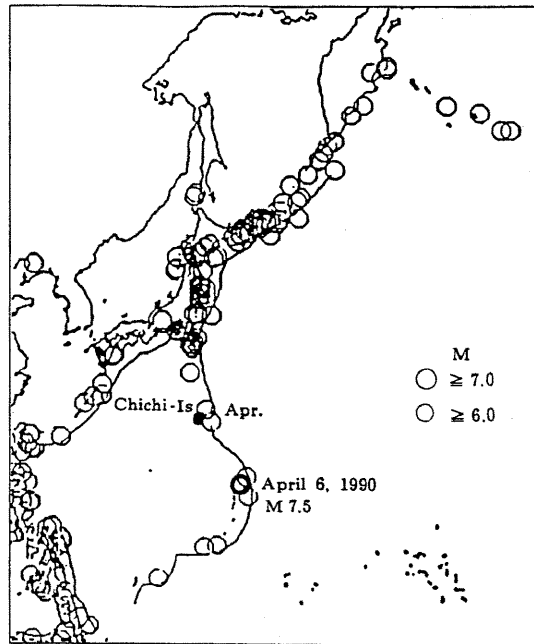 M
≧ 7.0
≧ 6.0
Chichi-Is Apr.
April 6, 1990
M 7.5